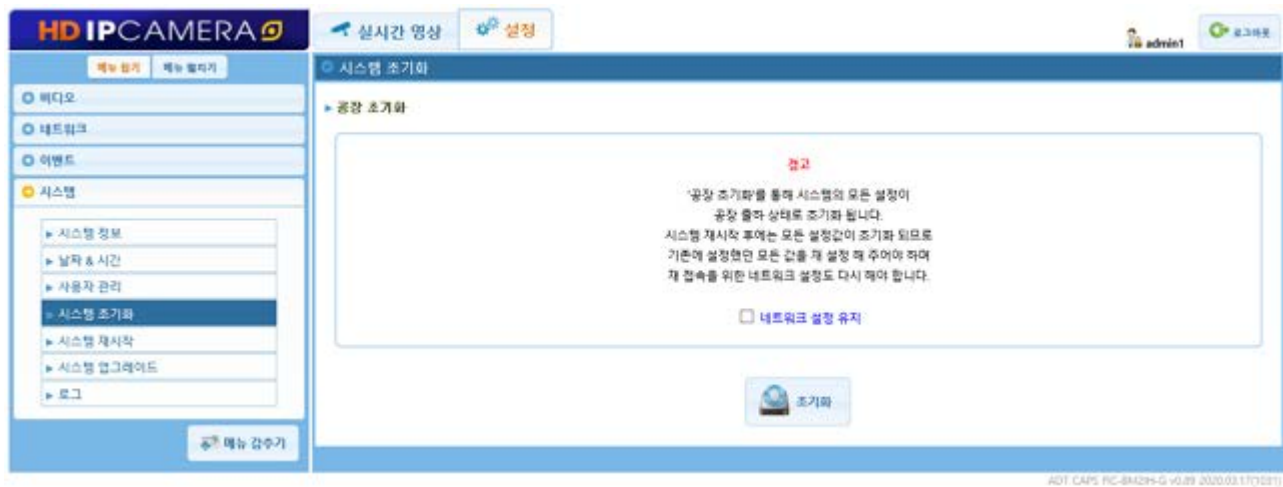 HD IPCAMERA
실시간 영상
설정
admin1
로그아웃
메뉴 접기
메뉴 펼치기
시스템 초기화
비디오
네트워크
이벤트
시스템
시스템 정보
날짜 & 시간
사용자 관리
시스템 초기화
시스템 재시작
시스템 업그레이드
로그
메뉴 감추기
공장 초기화
경고
'공장 초기화'를 통해 시스템의 모든 설정이
공장 출하 상태로 초기화 됩니다.
시스템 재시작 후에는 모든 설정값이 초기화 되므로
기존에 설정했던 모든 값을 재 설정 해 주어야 하며
재 접속을 위한 네트워크 설정도 다시 해야 합니다.
네트워크 설정 유지
초기화
ADT CAPS v0.89 2020.03.17